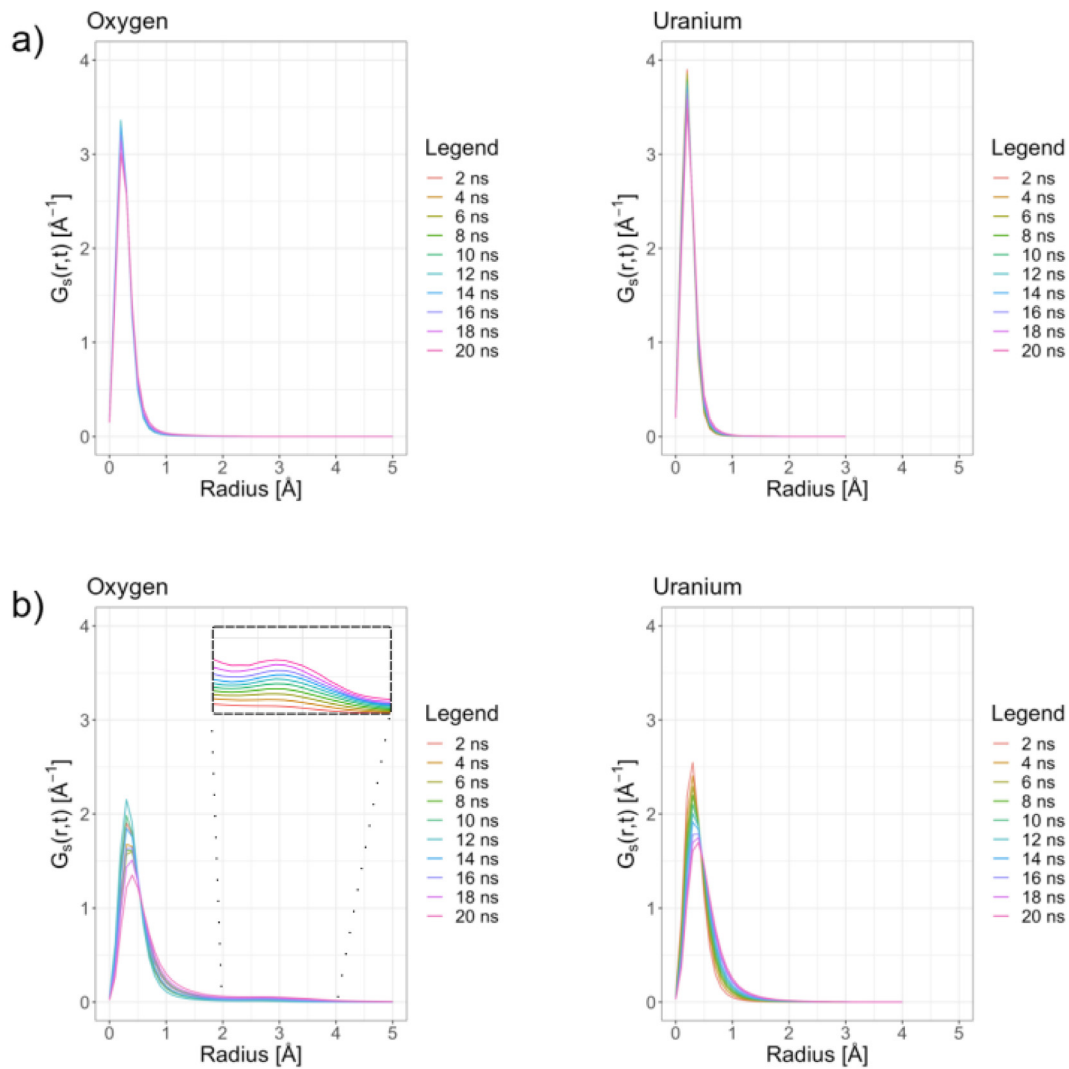 a)
Oxygen
4
3
2
1
0
G_s(r,t) [Å⁻¹]
0 1 2 3 4 5
Radius [Å]
Legend
2 ns
4 ns
6 ns
8 ns
10 ns
12 ns
14 ns
16 ns
18 ns
20 ns
Uranium
4
3
2
1
0
G_s(r,t) [Å⁻¹]
0 1 2 3 4 5
Radius [Å]
Legend
2 ns
4 ns
6 ns
8 ns
10 ns
12 ns
14 ns
16 ns
18 ns
20 ns
b)
Oxygen
4
3
2
1
0
G_s(r,t) [Å⁻¹]
0 1 2 3 4 5
Radius [Å]
Legend
2 ns
4 ns
6 ns
8 ns
10 ns
12 ns
14 ns
16 ns
18 ns
20 ns
Uranium
4
3
2
1
0
G_s(r,t) [Å⁻¹]
0 1 2 3 4 5
Radius [Å]
Legend
2 ns
4 ns
6 ns
8 ns
10 ns
12 ns
14 ns
16 ns
18 ns
20 ns